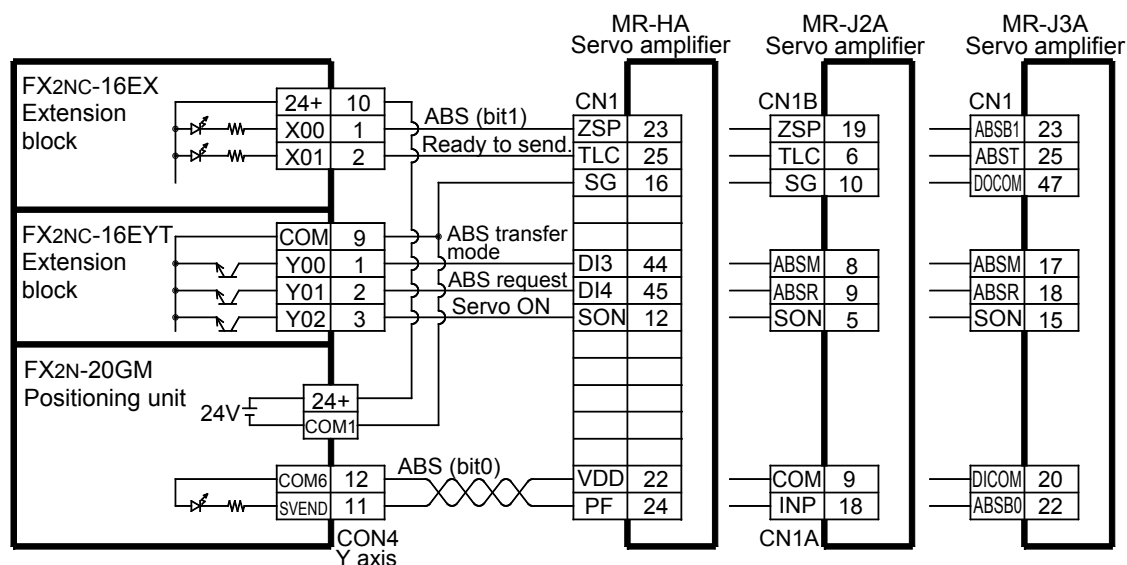 MR-HA
Servo amplifier
MR-J2A
Servo amplifier
MR-J3A
Servo amplifier
FX2NC-16EX
Extension
block
24+ 10
X00 1
X01 2
ABS (bit1)
Ready to send.
CN1
ZSP 23
TLC 25
SG 16
CN1B
ZSP 19
TLC 6
SG 10
CN1
ABSB1 23
ABST 25
DOCOM 47
FX2NC-16EYT
Extension
block
COM 9
Y00 1
Y01 2
Y02 3
ABS transfer
mode
ABS request
Servo ON
DI3 44
DI4 45
SON 12
ABSM 8
ABSR 9
SON 5
ABSM 17
ABSR 18
SON 15
FX2N-20GM
Positioning unit
24V
24+
COM1
COM6 12
SVEND 11
CON4
Y axis
ABS (bit0)
VDD 22
PF 24
COM 9
INP 18
CN1A
DICOM 20
ABSB0 22